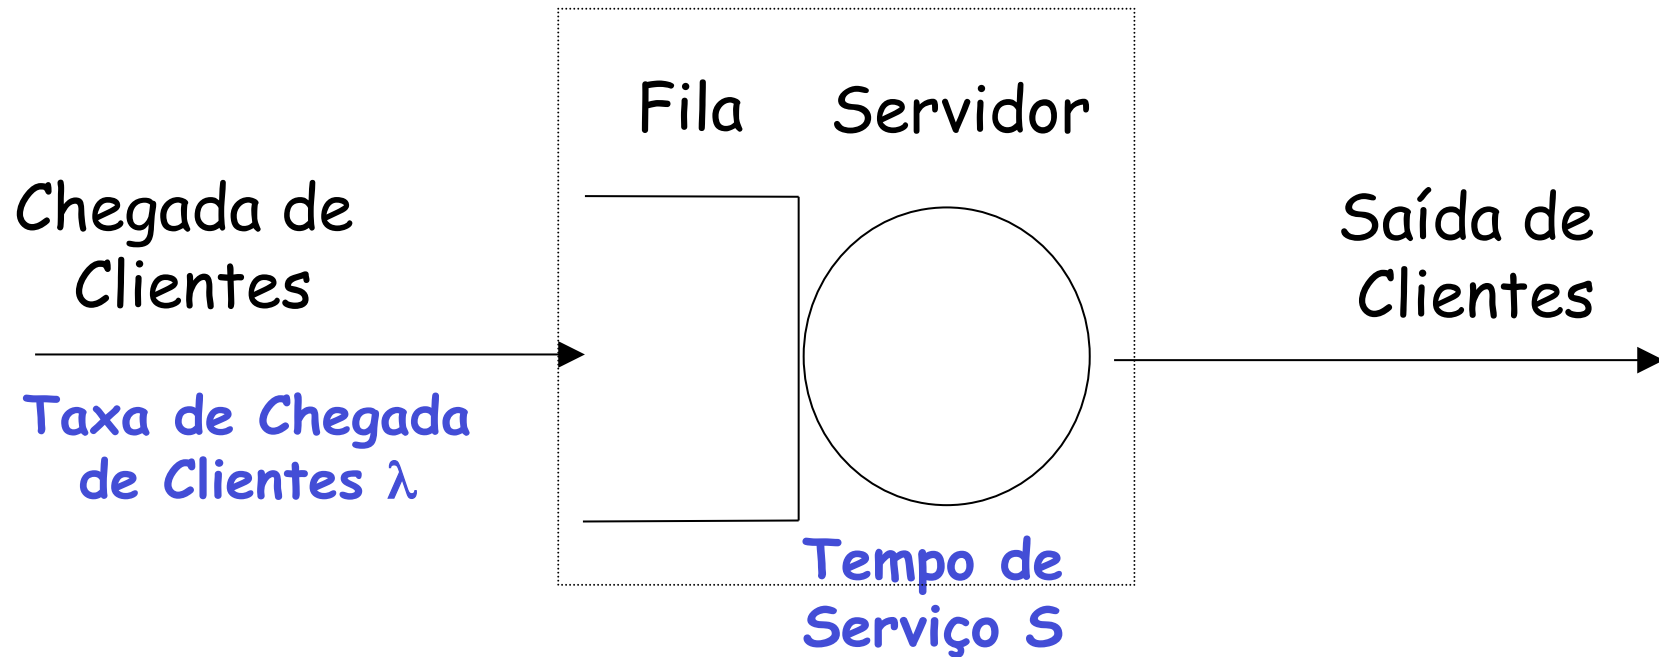 Fila
Servidor
Chegada de
Clientes
Saída de
Clientes
Taxa de Chegada
de Clientes λ
Tempo de
Serviço S